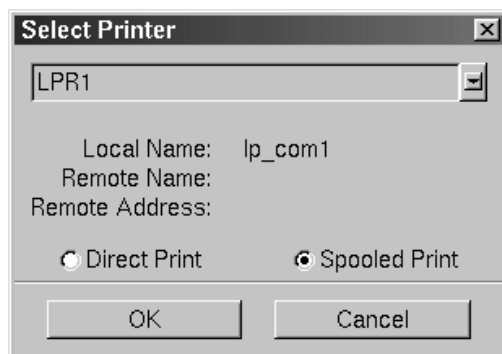 Select Printer
LPR1
Local Name: lp_com1
Remote Name:
Remote Address:
Direct Print Spooled Print
OK Cancel